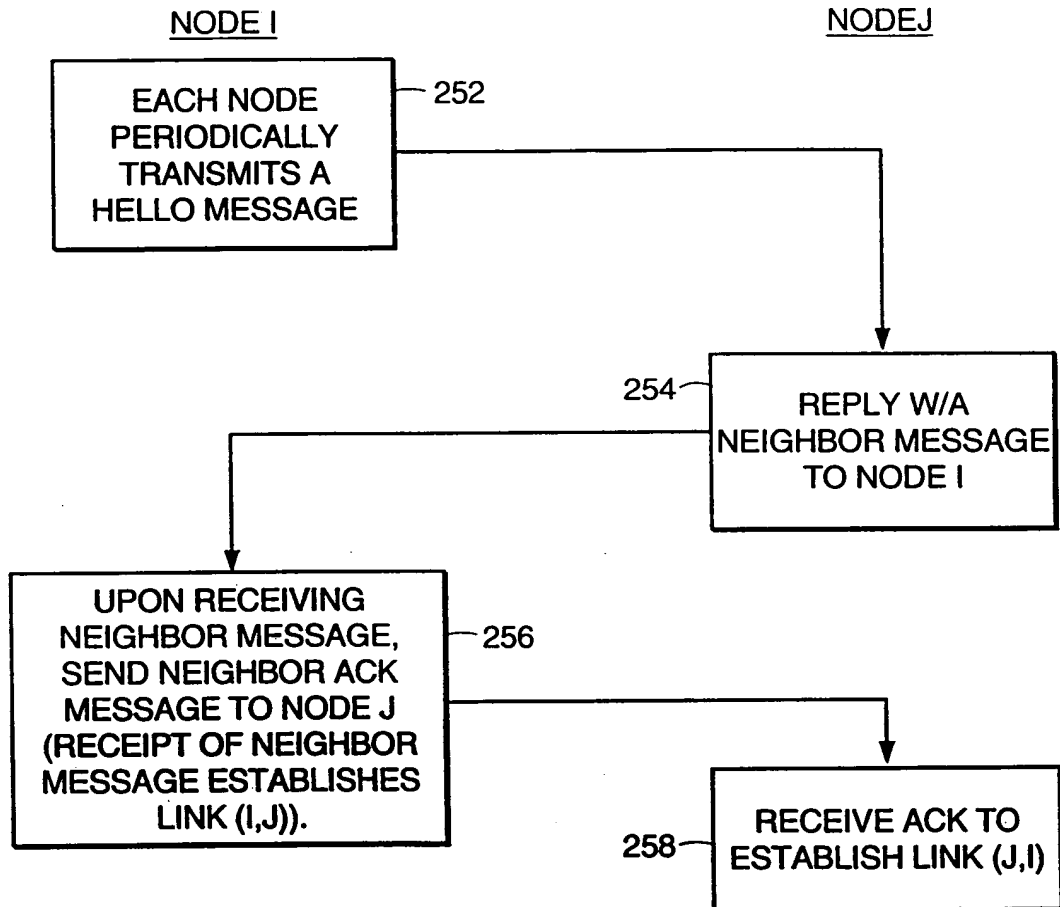 NODE I
NODEJ
EACH NODE
PERIODICALLY
TRANSMITS A
HELLO MESSAGE
252
254
REPLY W/A
NEIGHBOR MESSAGE
TO NODE I
UPON RECEIVING
NEIGHBOR MESSAGE,
SEND NEIGHBOR ACK
MESSAGE TO NODE J
(RECEIPT OF NEIGHBOR
MESSAGE ESTABLISHES
LINK (I,J)).
256
258
RECEIVE ACK TO
ESTABLISH LINK (J,I)